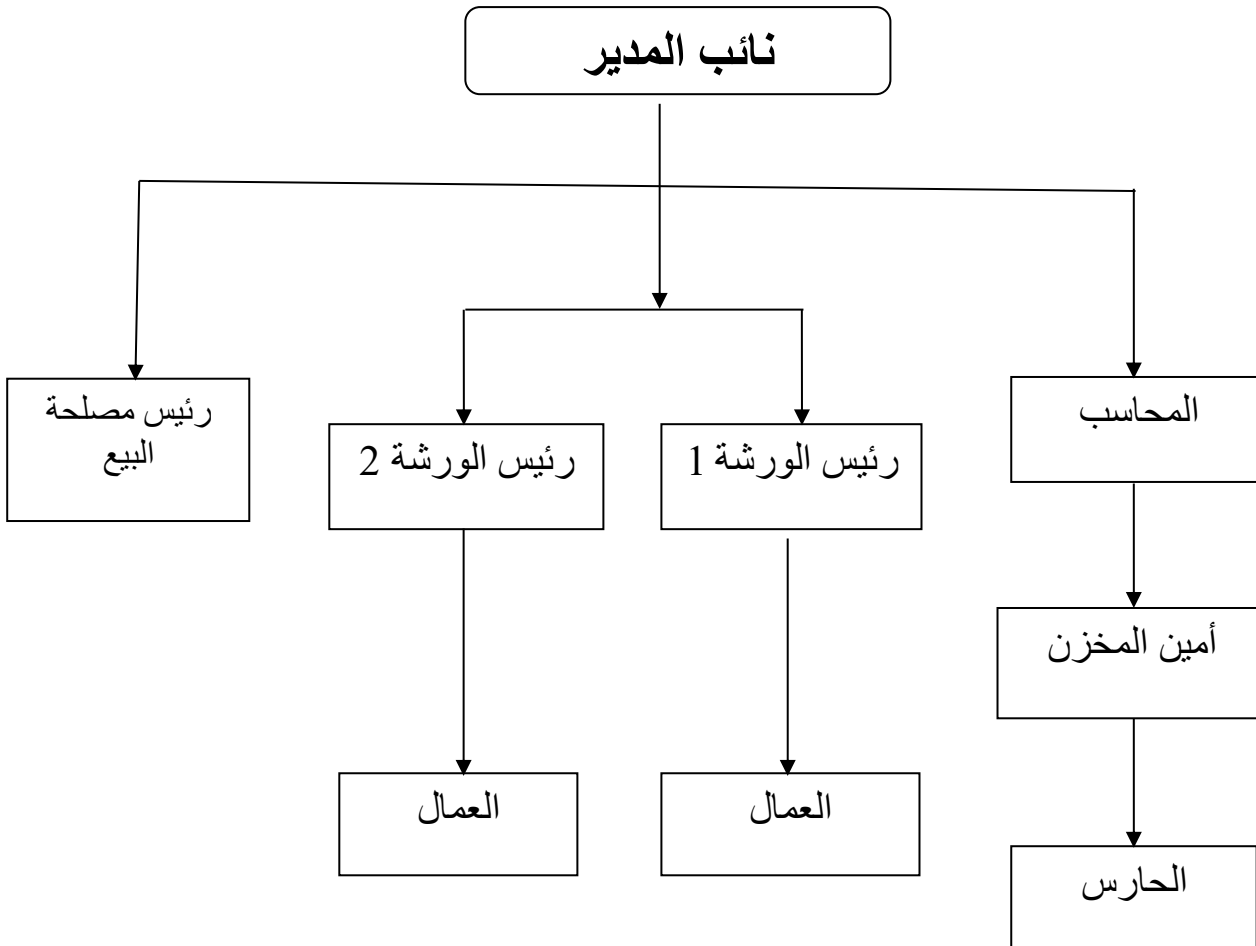 نائب المدير
المحاسب
رئيس مصلحة
البيع
رئيس الورشة 1
رئيس الورشة 2
أمين المخزن
العمال
العمال
الحارس